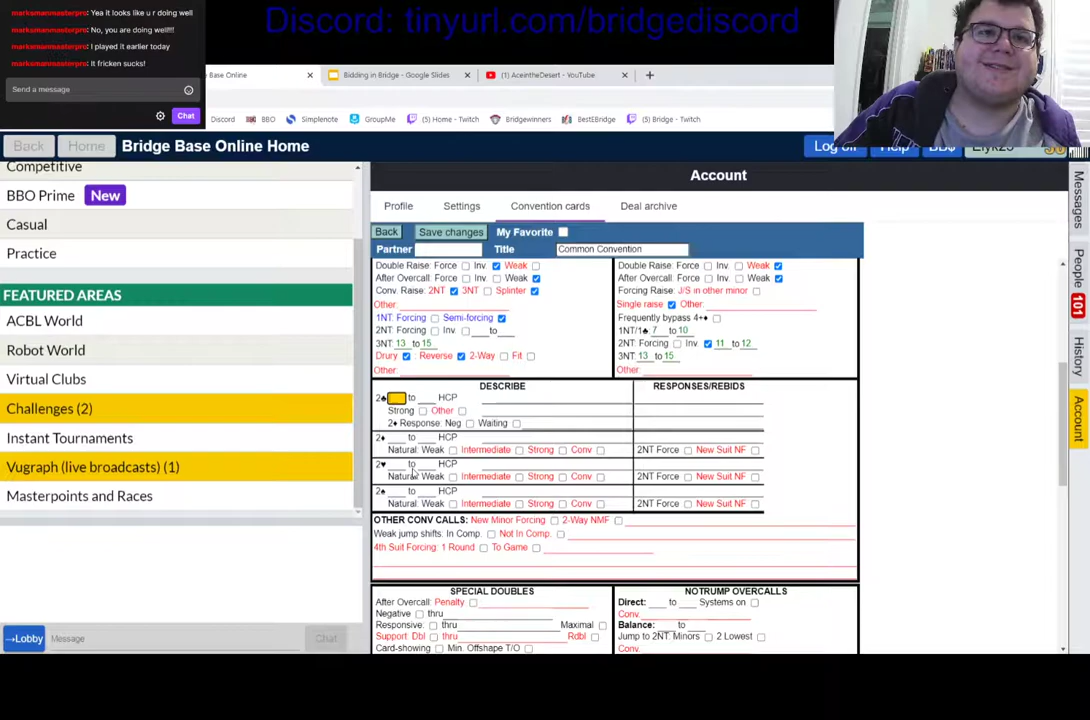 marksmanmasterpro: Yea it looks like u r doing well
marksmanmasterpro: No, you are doing well!!!
marksmanmasterpro: I played it earlier today
marksmanmasterpro: It fricken sucks!
Send a message
Chat
Discord: tinyurl.com/bridgediscord
Base Online
Bidding in Bridge - Google Slides
(1) AceintheDesert - YouTube
Discord
BBO
Simplenote
GroupMe
(5) Home - Twitch
Bridgewinners
BestEBridge
(5) Bridge - Twitch
Back
Home
Bridge Base Online Home
Log off
Help
BB$
Competitive
BBO Prime New
Casual
Practice
FEATURED AREAS
ACBL World
Robot World
Virtual Clubs
Challenges (2)
Instant Tournaments
Vugraph (live broadcasts) (1)
Masterpoints and Races
→Lobby
Message
Chat
Account
Profile
Settings
Convention cards
Deal archive
Back
Save changes
My Favorite
Partner
Title
Common Convention
Double Raise: Force Inv. Weak
After Overcall: Force Inv. Weak
Conv. Raise: 2NT 3NT Splinter
Other:
1NT: Forcing Semi-forcing
2NT: Forcing Inv. to
3NT: 13 to 15
Drury Reverse 2-Way Fit
Other:
Double Raise: Force Inv. Weak
After Overcall: Force Inv. Weak
Forcing Raise: J/S in other minor
Single raise Other:
Frequently bypass 4+♦
1NT/1♣ 7 to 10
2NT: Forcing Inv 11 to 12
3NT: 13 to 15
Other:
DESCRIBE
RESPONSES/REBIDS
2♣ to HCP
Strong Other
2♦ Response: Neg Waiting
2♦ to HCP
Natural: Weak Intermediate Strong Conv 2NT Force New Suit NF
2♥ to HCP
Natural: Weak Intermediate Strong Conv 2NT Force New Suit NF
2♠ to HCP
Natural: Weak Intermediate Strong Conv 2NT Force New Suit NF
OTHER CONV CALLS: New Minor Forcing 2-Way NMF
Weak jump shifts: In Comp. Not In Comp.
4th Suit Forcing: 1 Round To Game
SPECIAL DOUBLES
After Overcall: Penalty
Negative thru
Responsive: thru Maximal
Support: Dbl thru Rdbl
Card-showing Min. Offshape T/O
NOTRUMP OVERCALLS
Direct: to Systems on
Conv.
Balance: to
Jump to 2NT: Minors 2 Lowest
Conv.
Messages
People 101
History
Account